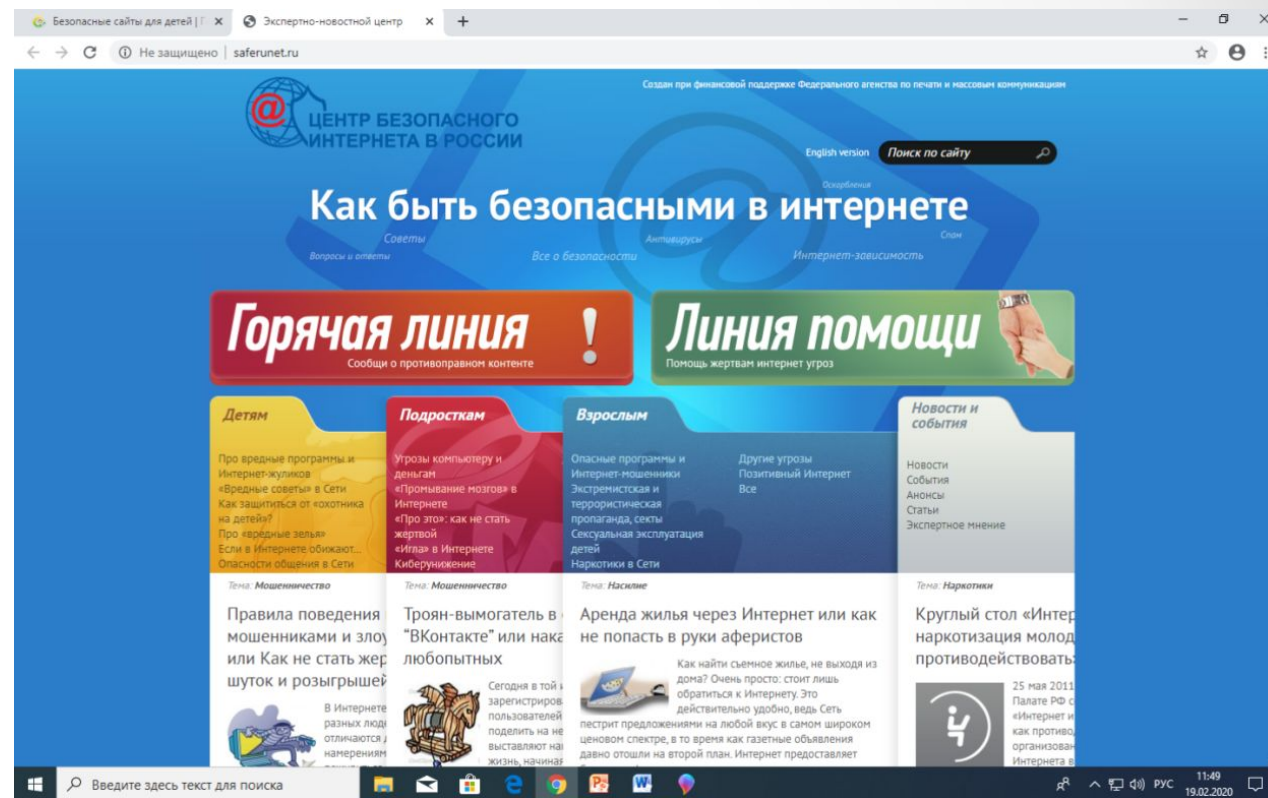 Безопасные сайты для детей | Г
Экспертно-новостной центр
Не защищено | saferunet.ru
Создан при финансовой поддержке Федерального агенства по печати и массовым коммуникациям
ЦЕНТР БЕЗОПАСНОГО
ИНТЕРНЕТА В РОССИИ
English version
Поиск по сайту
Оскорбления
Как быть безопасными в интернете
Советы
Антивирусы
Спам
Вопросы и ответы
Все о безопасности
Интернет-зависимость
Горячая линия !
Сообщи о противоправном контенте
Линия помощи
Помощь жертвам интернет угроз
Детям
Про вредные программы и
Интернет-жуликов
«Вредные советы» в Сети
Как защититься от «охотника
на детей»?
Про «вредные зелья»
Если в Интернете обижают...
Опасности общения в Сети
Подросткам
Угрозы компьютеру и
деньгам
«Промывание мозгов» в
Интернете
«Про это»: как не стать
жертвой
«Игла» в Интернете
Киберунижение
Взрослым
Опасные программы и
Интернет-мошенники
Экстремистская и
террористическая
пропаганда, секты
Сексуальная эксплуатация
детей
Наркотики в Сети
Другие угрозы
Позитивный Интернет
Все
Новости и
события
Новости
События
Анонсы
Статьи
Экспертное мнение
Тема: Мошенничество
Правила поведения
мошенниками и злоу
или Как не стать жер
шуток и розыгрышей
В Интернете
разных люде
отличаются
намерениям
Тема: Мошенничество
Троян-вымогатель в
"ВКонтакте" или нака
любопытных
Сегодня в той и
зарегистриров
пользователей
поделить на не
выставляют на
жизнь, начиная
Тема: Насилие
Аренда жилья через Интернет или как
не попасть в руки аферистов
Как найти съемное жилье, не выходя из
дома? Очень просто: стоит лишь
обратиться к Интернету. Это
действительно удобно, ведь Сеть
пестрит предложениями на любой вкус в самом широком
ценовом спектре, в то время как газетные объявления
давно отошли на второй план. Интернет предоставляет
Тема: Наркотики
Круглый стол «Интер
наркотизация молод
противодействовать
25 мая 2011
Палате РФ с
«Интернет и
как противо
организован
Интернета в
Введите здесь текст для поиска
РУС
11:49
19.02.2020